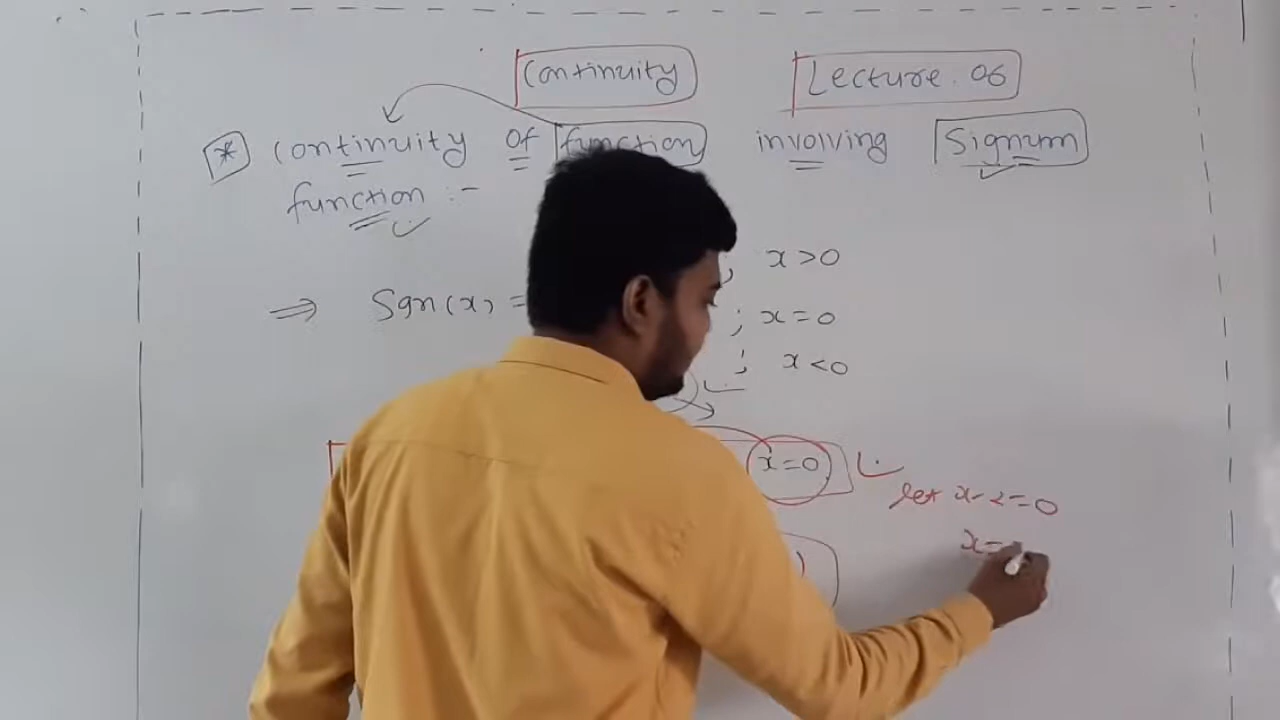 Continuity Lecture. 06
* Continuity of function involving Signum
function :-
⇒ Sgn(x) = ; x>0
; x=0
; x<0
x=0
let x-2=0
x=